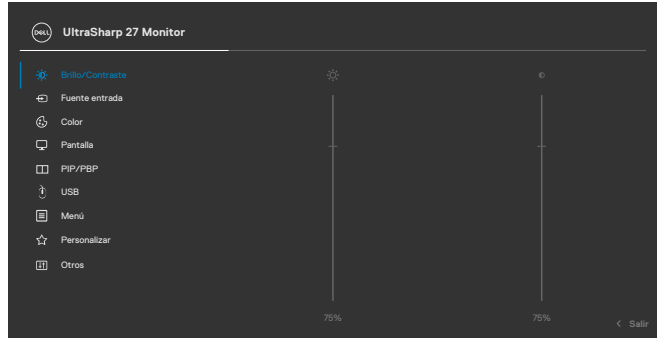 DELL
UltraSharp 27 Monitor
Brillo/Contraste
Fuente entrada
Color
Pantalla
PIP/PBP
USB
Menú
Personalizar
Otros
75%
75%
Salir